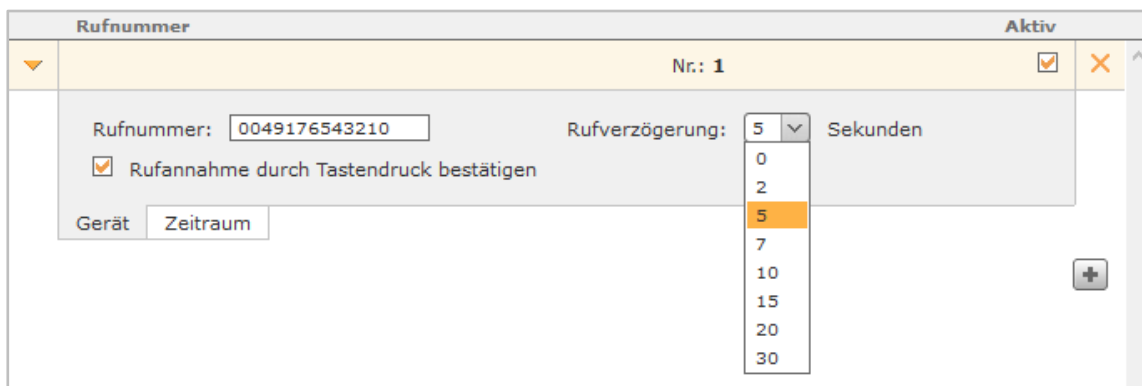 Rufnummer Aktiv
Nr.: 1
Rufnummer: 0049176543210 Rufverzögerung: 5 Sekunden
0
Rufannahme durch Tastendruck bestätigen
2
5
Gerät Zeitraum
7
10
15
20
30